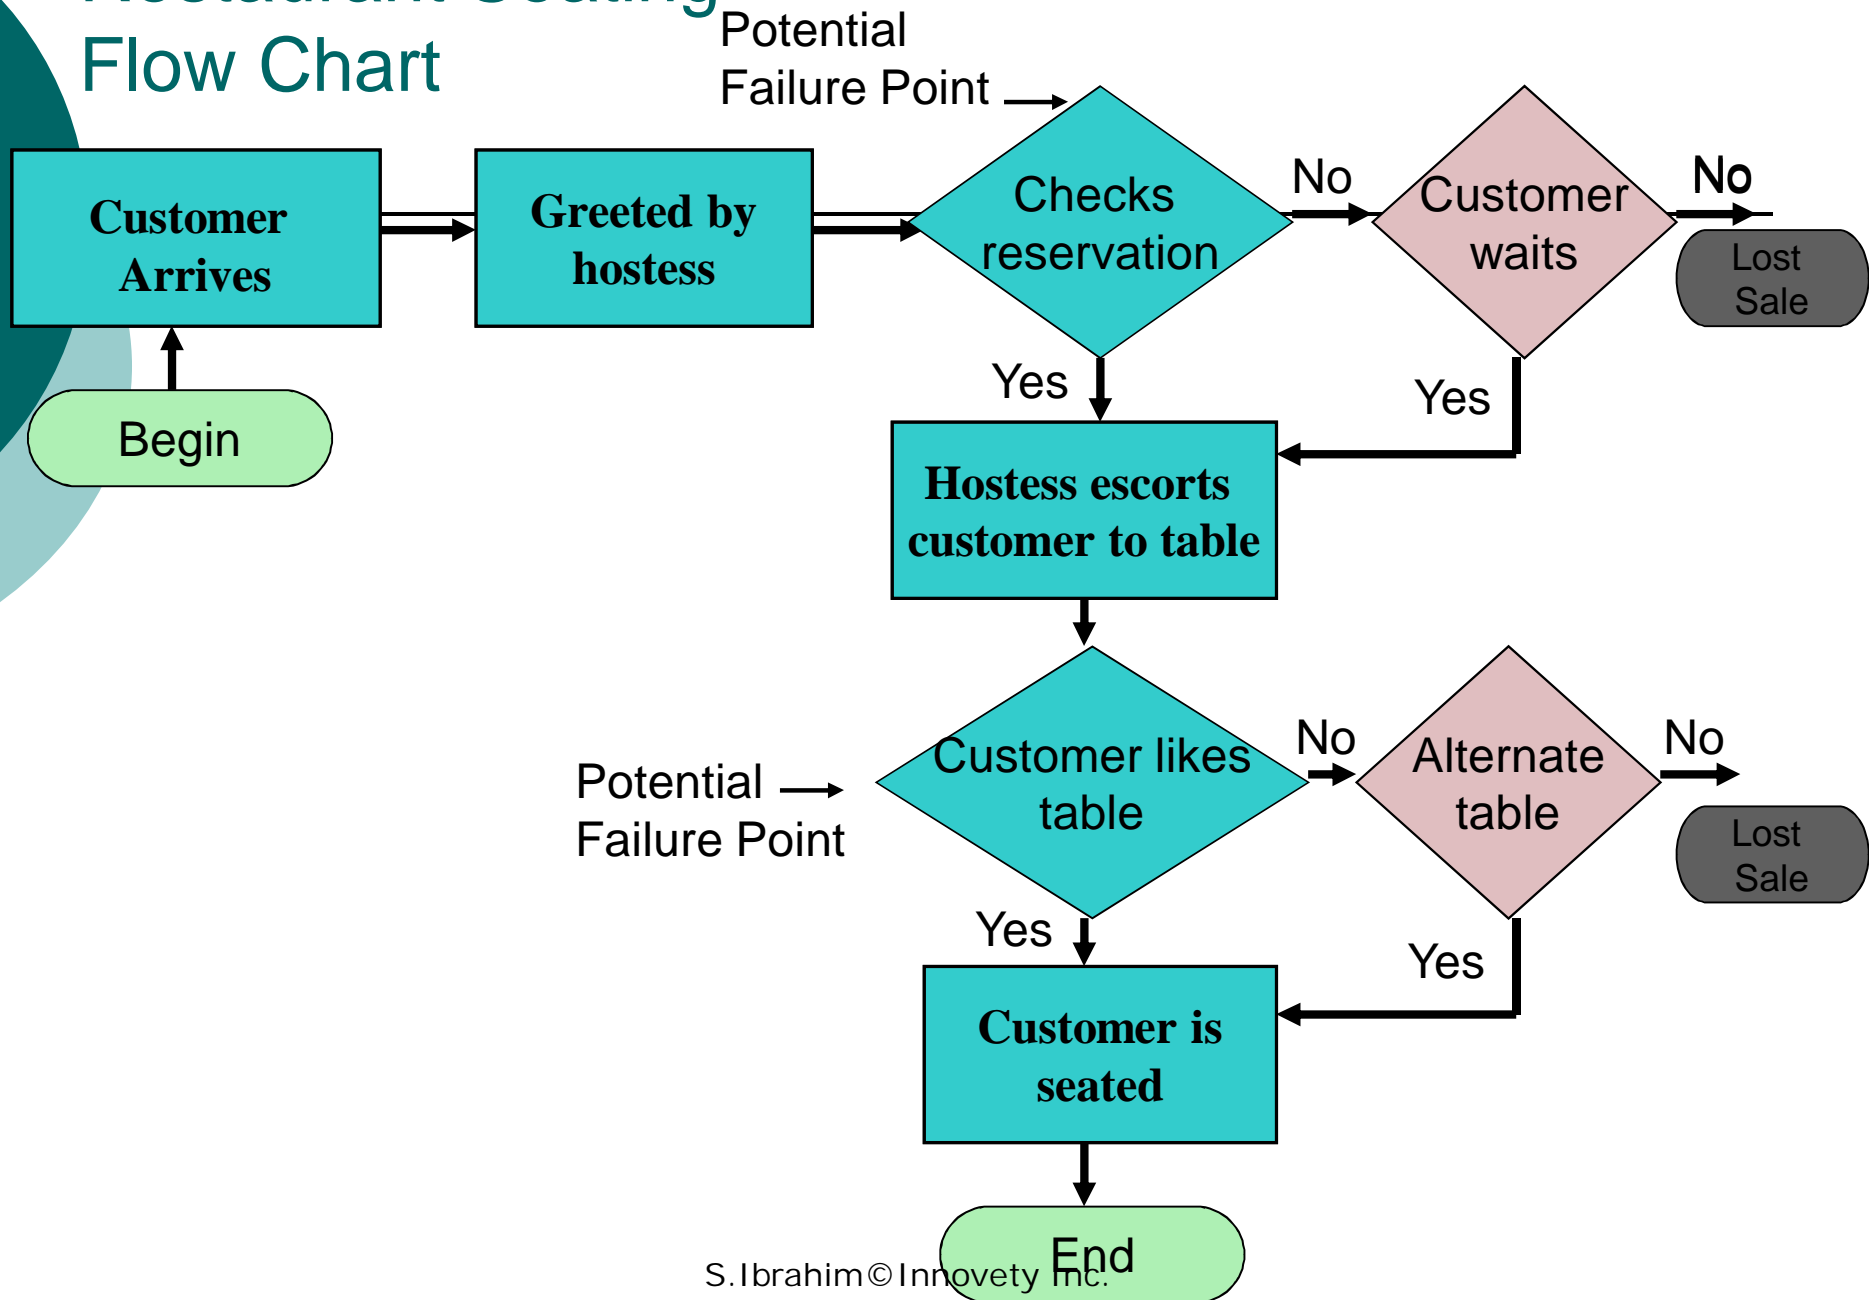 Restaurant Seating
Flow Chart
Potential
Failure Point
Customer
Arrives
Greeted by
hostess
Checks
reservation
No
Customer
waits
No
Lost
Sale
Begin
Yes
Yes
Hostess escorts
customer to table
Potential
Failure Point
Customer likes
table
No
Alternate
table
No
Lost
Sale
Yes
Yes
Customer is
seated
End
S.Ibrahim©Innovety Inc.